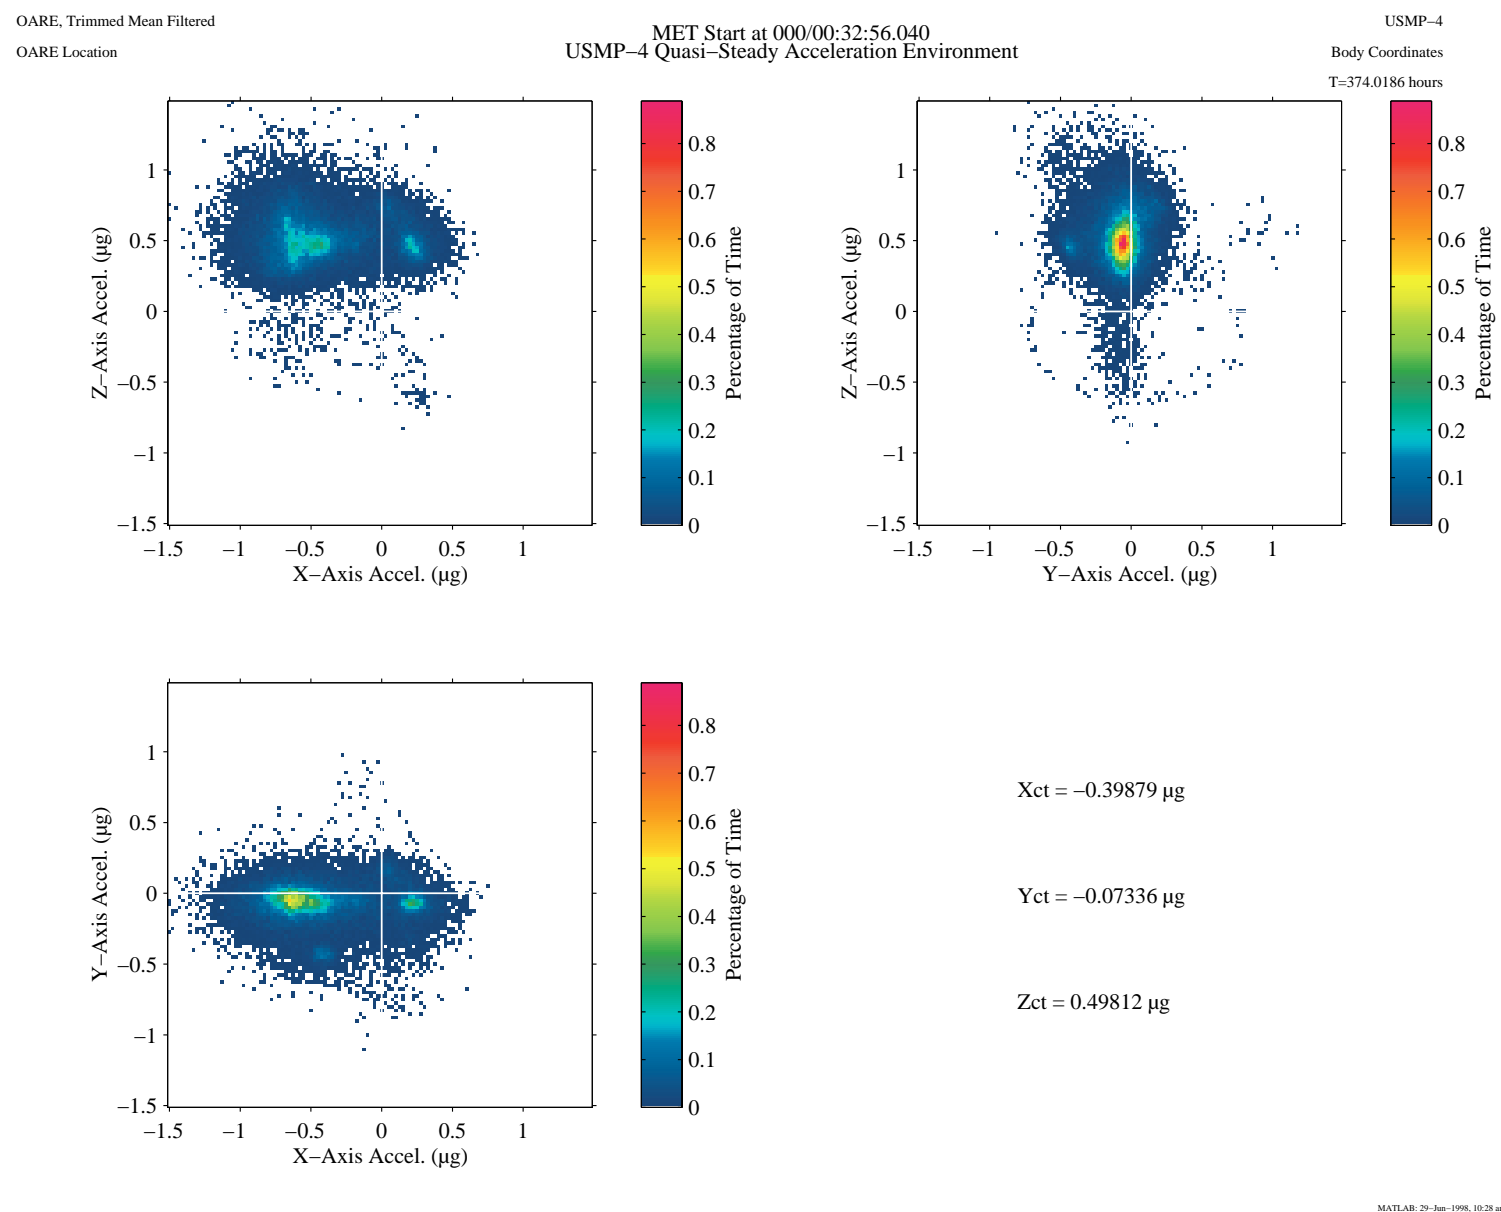 OARE, Trimmed Mean Filtered
OARE Location
MET Start at 000/00:32:56.040
USMP−4 Quasi−Steady Acceleration Environment
USMP−4
Body Coordinates
T=374.0186 hours
1
0.5
0
−0.5
−1
−1.5
Z−Axis Accel. (µg)
−1.5 −1 −0.5 0 0.5 1
X−Axis Accel. (µg)
0.8
0.7
0.6
0.5
0.4
0.3
0.2
0.1
0
Percentage of Time
1
0.5
0
−0.5
−1
−1.5
Z−Axis Accel. (µg)
−1.5 −1 −0.5 0 0.5 1
Y−Axis Accel. (µg)
0.8
0.7
0.6
0.5
0.4
0.3
0.2
0.1
0
Percentage of Time
1
0.5
0
−0.5
−1
−1.5
Y−Axis Accel. (µg)
−1.5 −1 −0.5 0 0.5 1
X−Axis Accel. (µg)
0.8
0.7
0.6
0.5
0.4
0.3
0.2
0.1
0
Percentage of Time
Xct = −0.39879 µg
Yct = −0.07336 µg
Zct = 0.49812 µg
MATLAB: 29−Jun−1998, 10:28